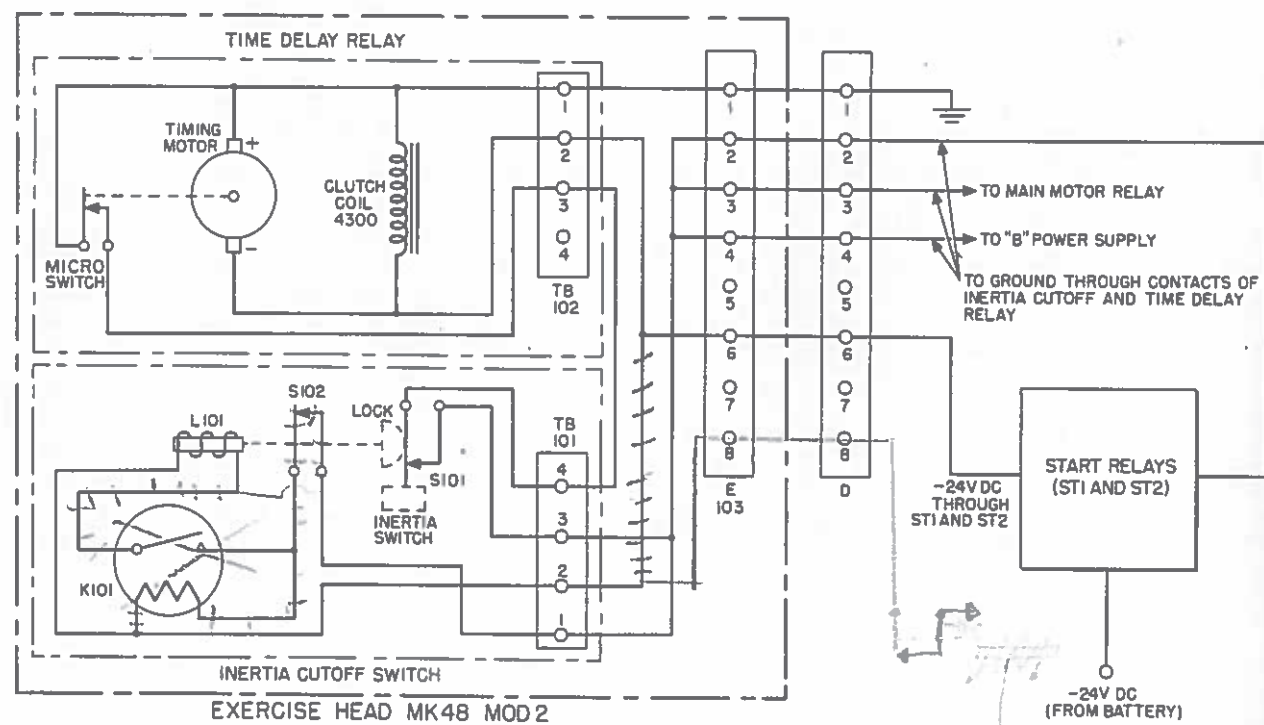 TIME DELAY RELAY
TIMING
MOTOR
+
-
CLUTCH
COIL
4300
MICRO
SWITCH
1
2
3
4
TB
102
S102
L101
LOCK
S101
INERTIA
SWITCH
K101
TB
101
4
3
2
1
INERTIA CUTOFF SWITCH
EXERCISE HEAD MK48 MOD2
1
2
3
4
5
6
7
8
E
103
1
2
3
4
5
6
7
8
D
TO MAIN MOTOR RELAY
TO "B" POWER SUPPLY
TO GROUND THROUGH CONTACTS OF
INERTIA CUTOFF AND TIME DELAY
RELAY
-24V DC
THROUGH
ST1 AND ST2
START RELAYS
(ST1 AND ST2)
-24V DC
(FROM BATTERY)